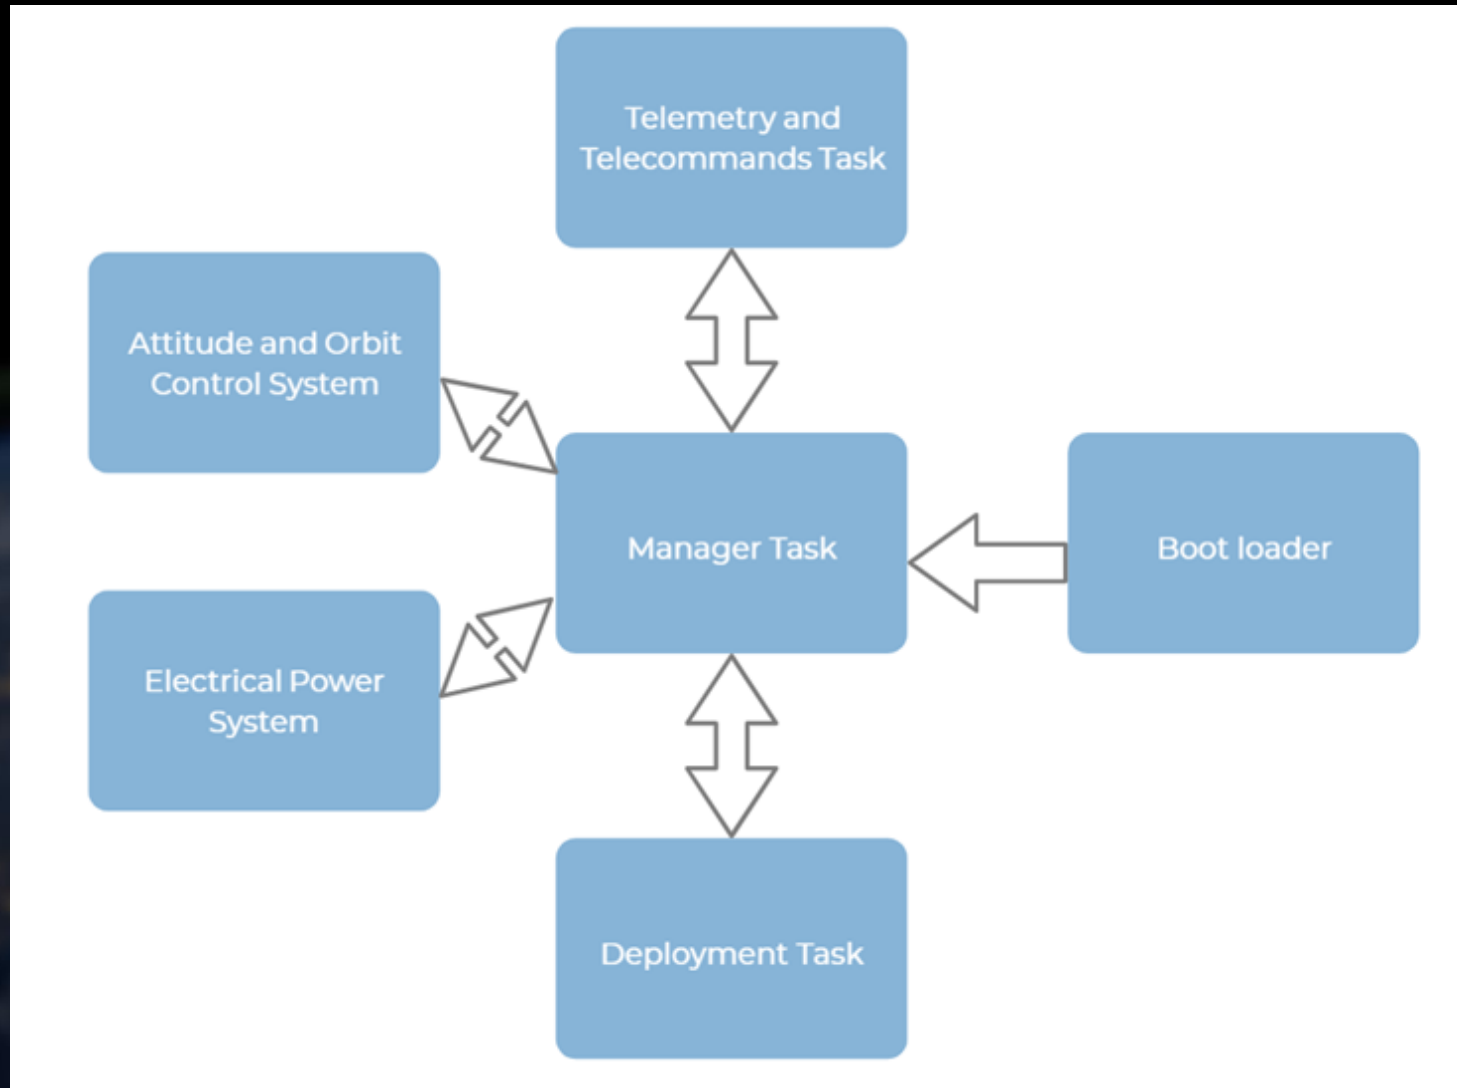 Telemetry and
Telecommands Task
Attitude and Orbit
Control System
Manager Task
Boot loader
Electrical Power
System
Deployment Task